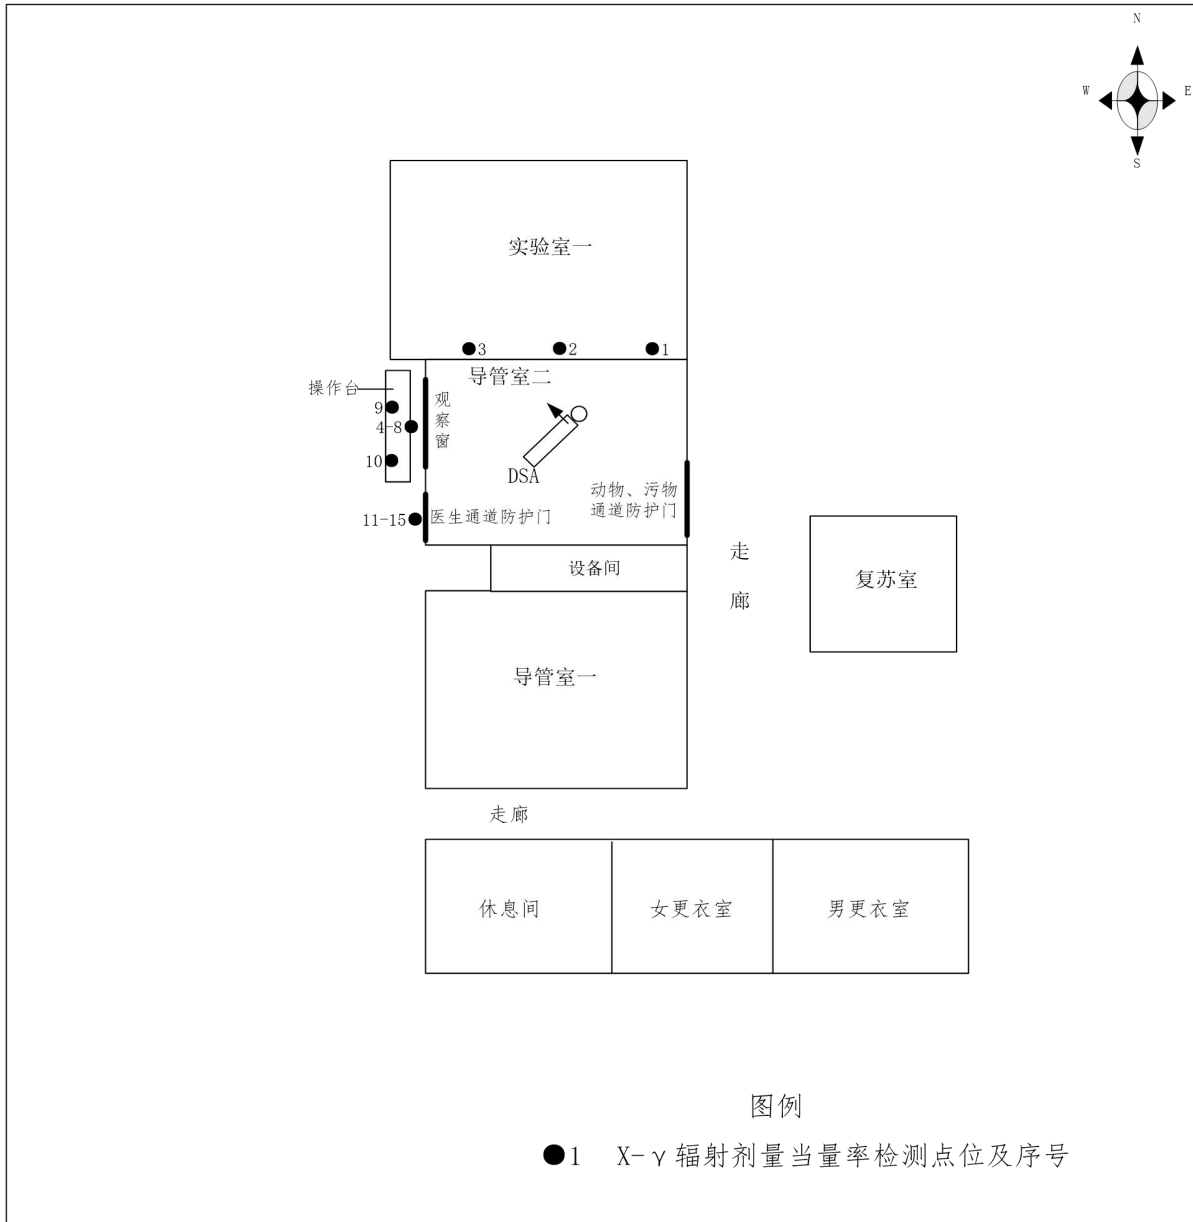 N
W
E
S
实验室一
3
2
1
导管室二
操作台
观
察
窗
9
4-8
10
DSA
动物、污物
通道防护门
11-15
医生通道防护门
走
廊
设备间
复苏室
导管室一
走廊
休息间
女更衣室
男更衣室
图例
1 X-γ辐射剂量当量率检测点位及序号